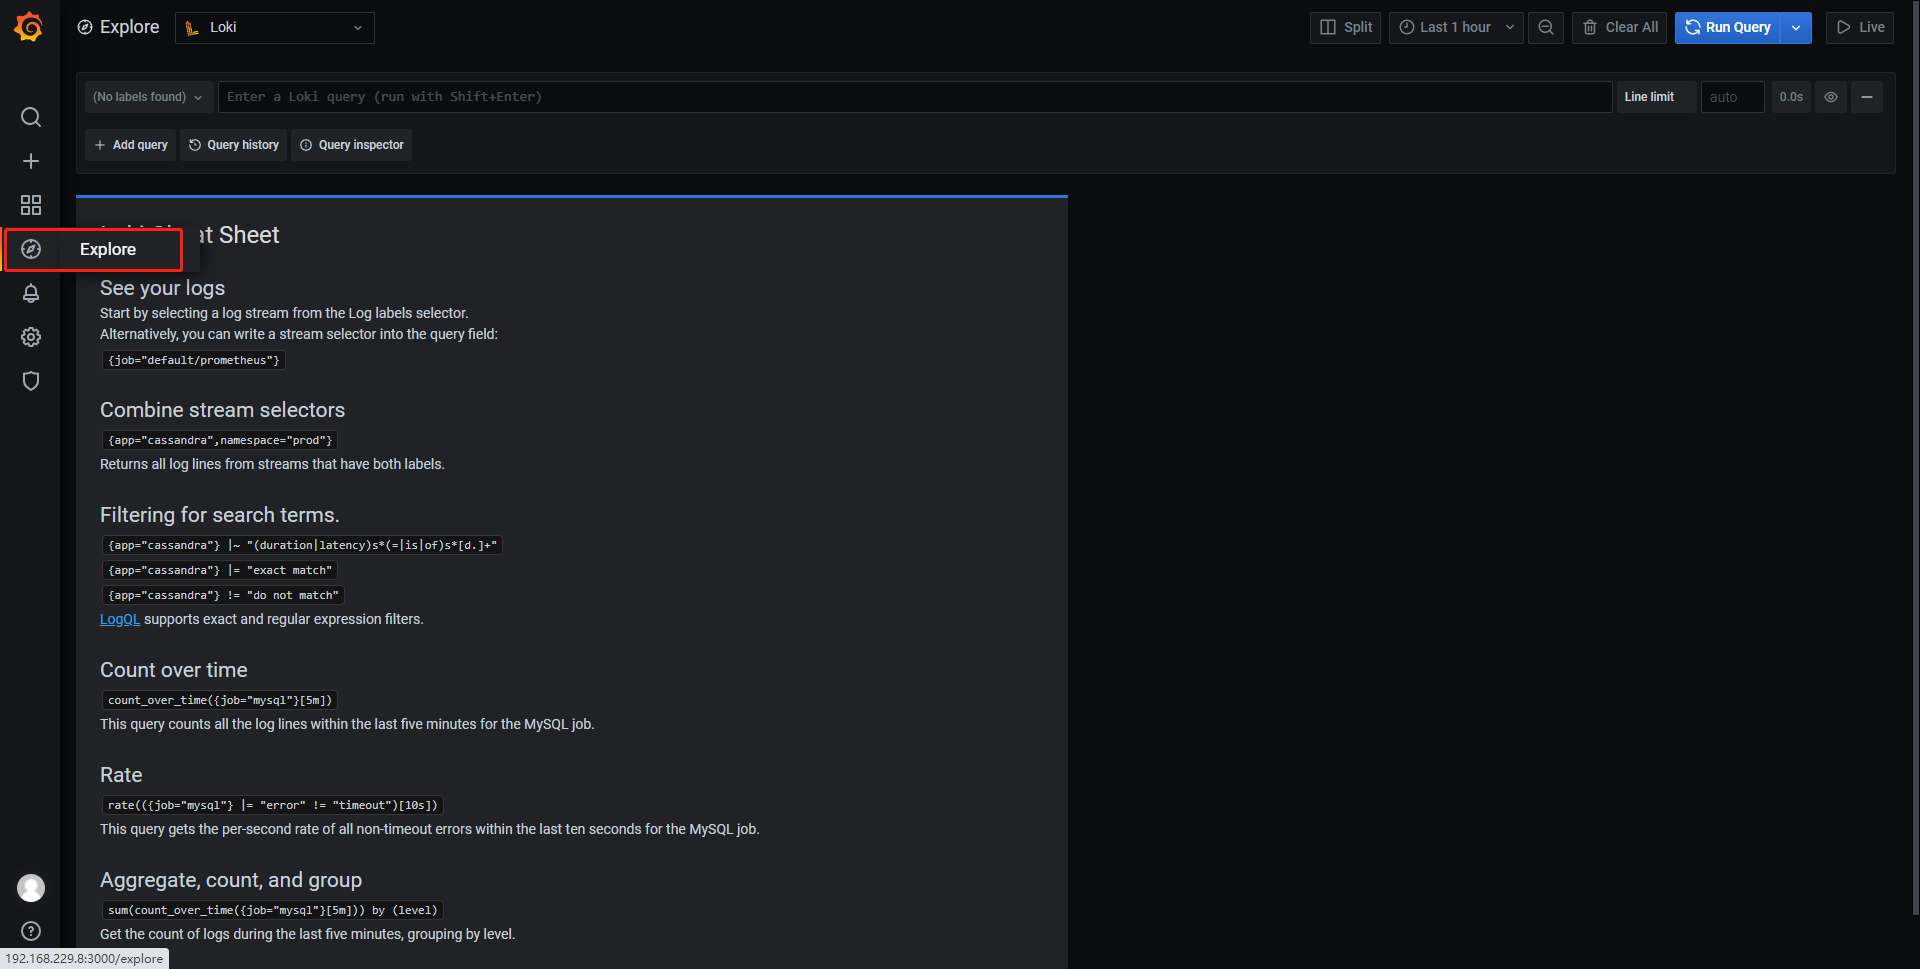 Explore
Loki
Split
Last 1 hour
Clear All
Run Query
Live
(No labels found)
Enter a Loki query (run with Shift+Enter)
Line limit
auto
0.0s
Add query
Query history
Query inspector
at Sheet
Explore
See your logs
Start by selecting a log stream from the Log labels selector.
Alternatively, you can write a stream selector into the query field:
{job="default/prometheus"}
Combine stream selectors
{app="cassandra",namespace="prod"}
Returns all log lines from streams that have both labels.
Filtering for search terms.
{app="cassandra"} |~ "(duration|latency)s*(=|is|of)s*[d.]+"
{app="cassandra"} |= "exact match"
{app="cassandra"} != "do not match"
LogQL supports exact and regular expression filters.
Count over time
count_over_time({job="mysql"}[5m])
This query counts all the log lines within the last five minutes for the MySQL job.
Rate
rate(({job="mysql"} |= "error" != "timeout")[10s])
This query gets the per-second rate of all non-timeout errors within the last ten seconds for the MySQL job.
Aggregate, count, and group
sum(count_over_time({job="mysql"}[5m])) by (level)
Get the count of logs during the last five minutes, grouping by level.
192.168.229.8:3000/explore